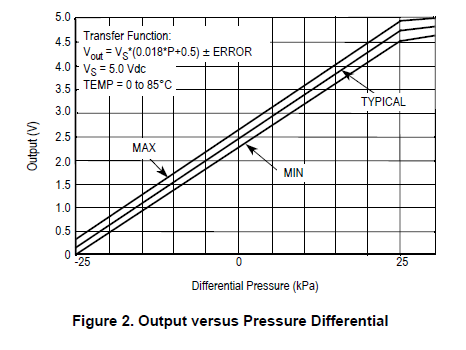 5.0
4.5
4.0
3.5
3.0
2.5
2.0
1.5
1.0
0.5
0
Output (V)
Transfer Function:
Vout = VS*(0.018*P+0.5) ± ERROR
VS = 5.0 Vdc
TEMP = 0 to 85°C
TYPICAL
MAX
MIN
-25
0
25
Differential Pressure (kPa)
Figure 2. Output versus Pressure Differential